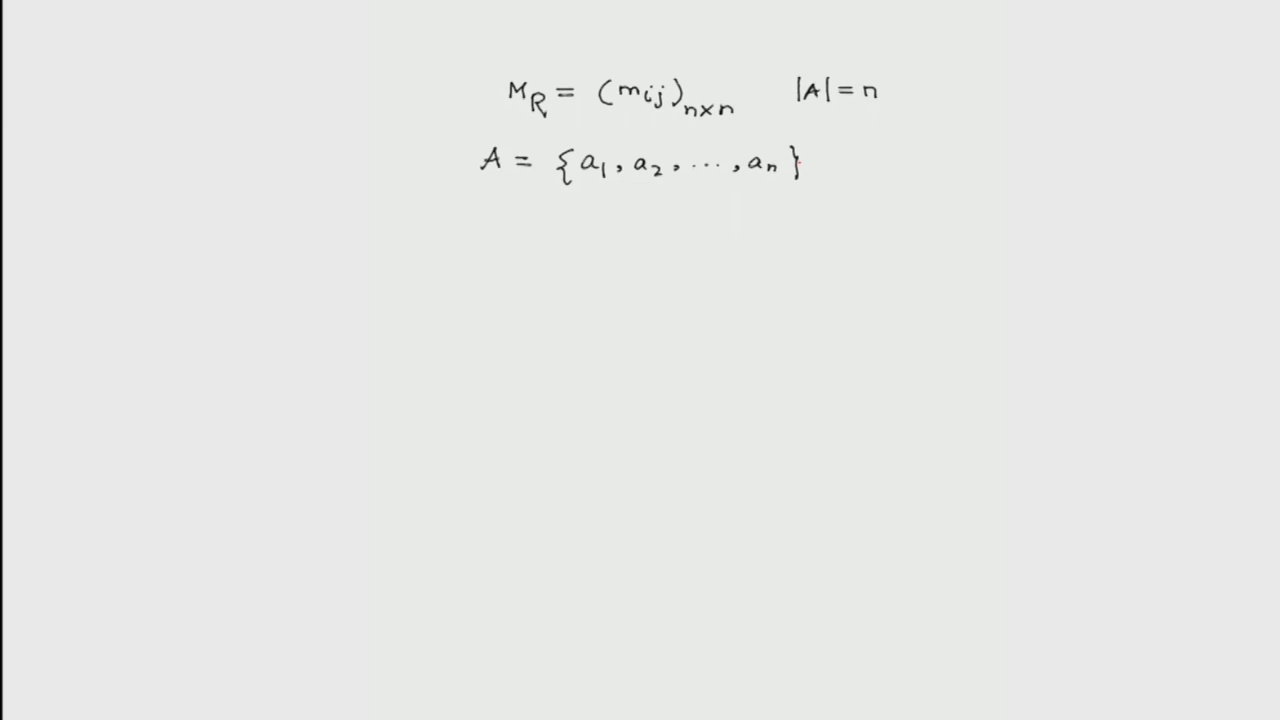 M_R = (m_ij)_n×n |A| = n
A = {a_1, a_2, ..., a_n}